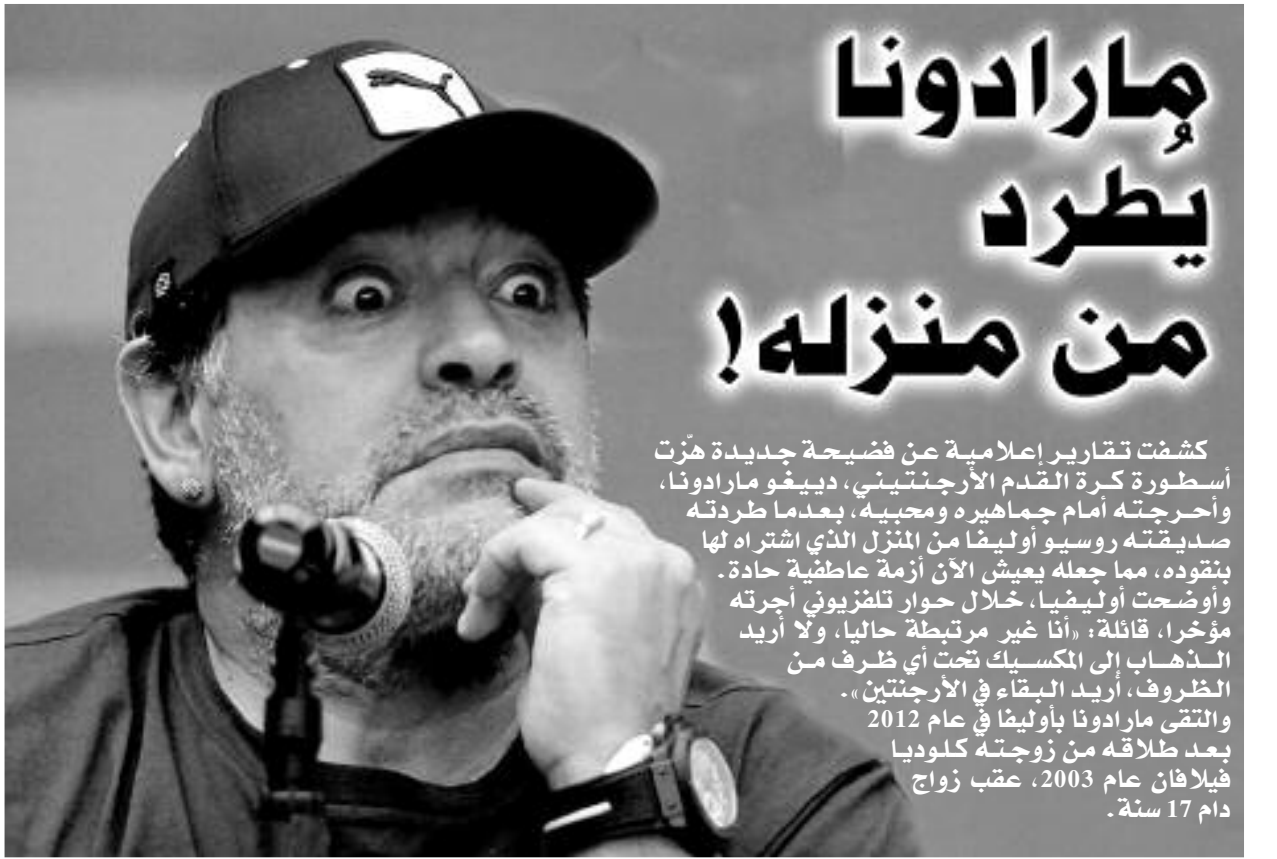 مارادونا
يُطرد
من منزله!
كشفت تقارير إعلامية عن فضيحة جديدة هزّت
أسطورة كرة القدم الأرجنتيني، دييغو مارادونا،
وأحرجته أمام جماهيره ومحبيه، بعدما طردته
صديقته روسيو أوليفا من المنزل الذي اشتراه لها
بنقوده، مما جعله يعيش الآن أزمة عاطفية حادة.
وأوضحت أوليفيا، خلال حوار تلفزيوني أجرته
مؤخرا، قائلة: «أنا غير مرتبطة حاليا، ولا أريد
الذهاب إلى المكسيك تحت أي ظرف من
الظروف، أريد البقاء في الأرجنتين».
والتقى مارادونا بأوليفا في عام 2012
بعد طلاقه من زوجته كلوديا
فيلافان عام 2003، عقب زواج
دام 17 سنة.